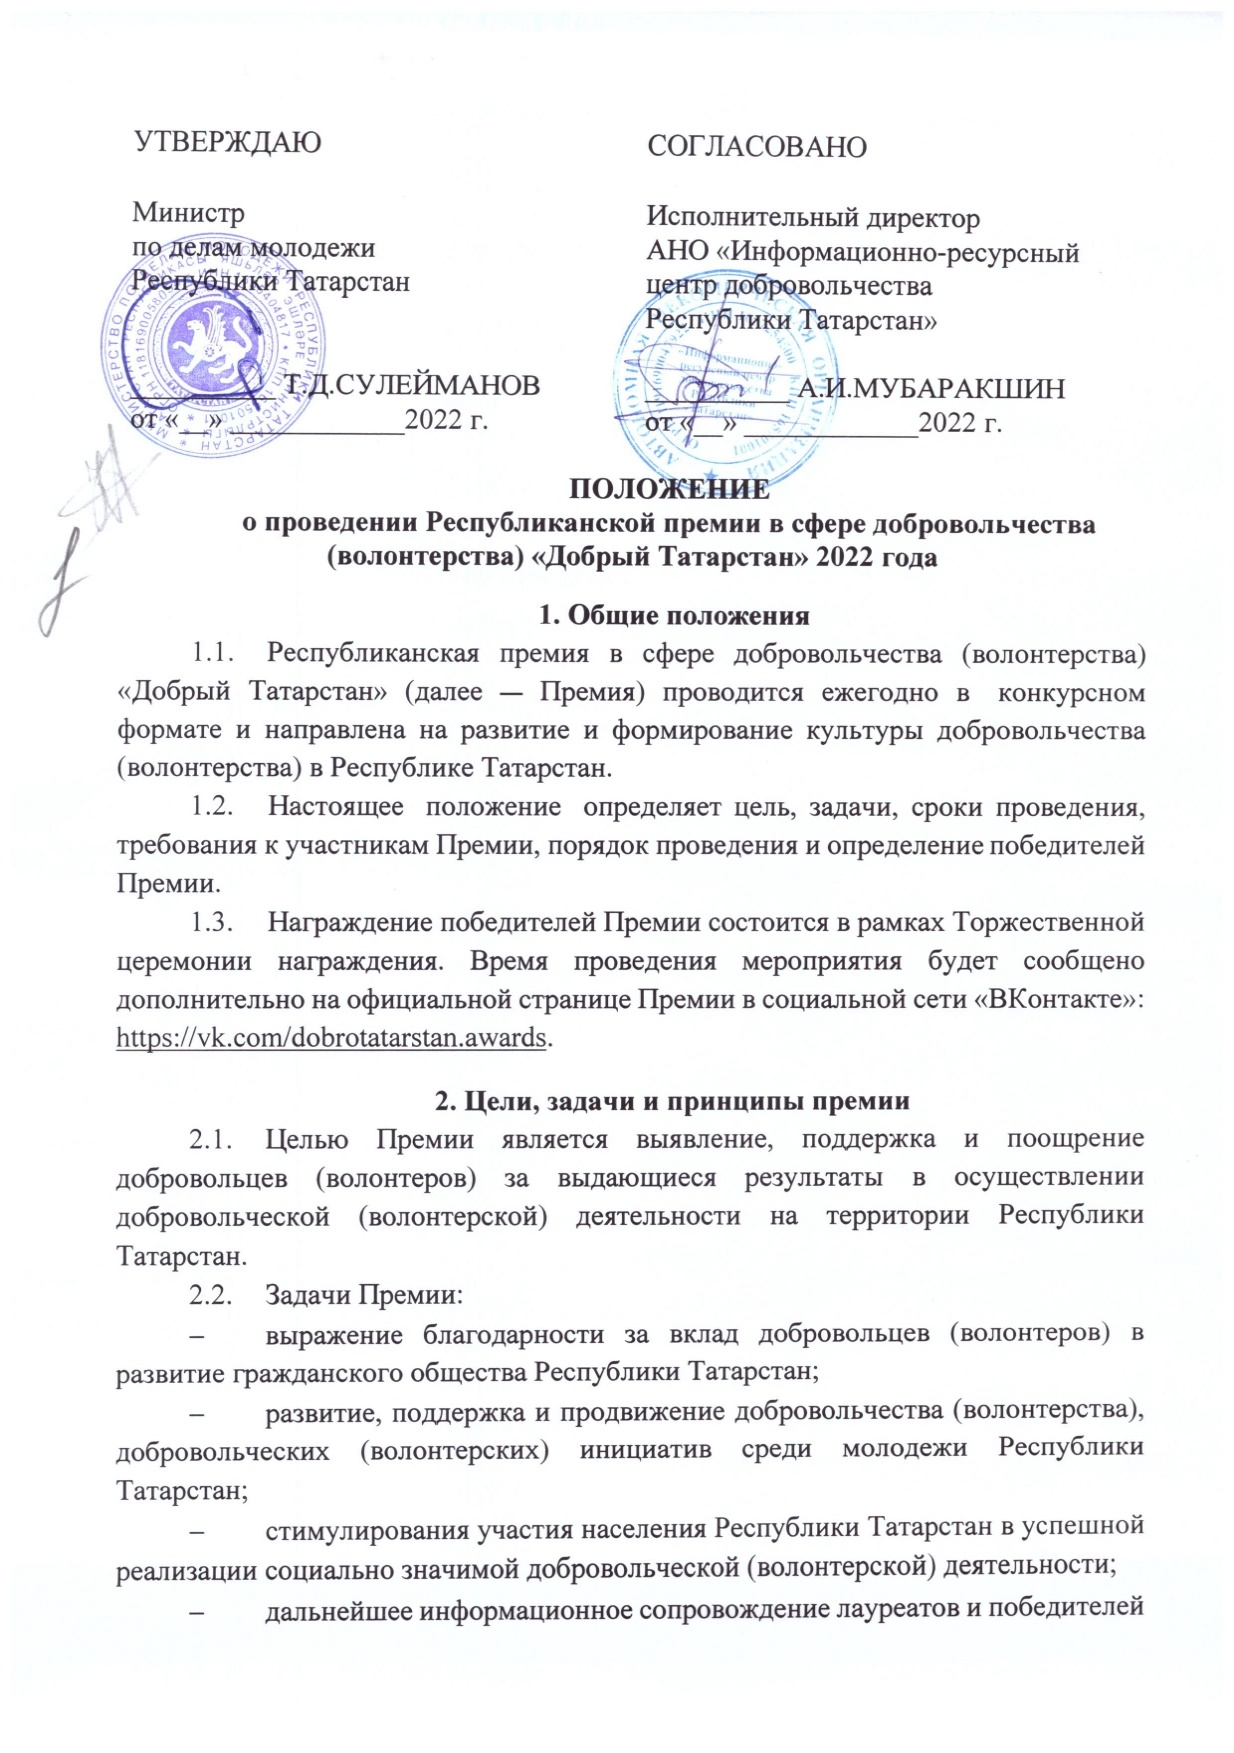 УТВЕРЖДАЮ
Министр
по делам молодежи
Республики Татарстан
______________ Т.Д.СУЛЕЙМАНОВ
от «__» ____________2022 г.
СОГЛАСОВАНО
Исполнительный директор
АНО «Информационно-ресурсный
центр добровольчества
Республики Татарстан»
__________ А.И.МУБАРАКШИН
от «__» ____________2022 г.
ПОЛОЖЕНИЕ
о проведении Республиканской премии в сфере добровольчества
(волонтерства) «Добрый Татарстан» 2022 года
1. Общие положения
1.1. Республиканская премия в сфере добровольчества (волонтерства)
«Добрый Татарстан» (далее — Премия) проводится ежегодно в конкурсном
формате и направлена на развитие и формирование культуры добровольчества
(волонтерства) в Республике Татарстан.
1.2. Настоящее положение определяет цель, задачи, сроки проведения,
требования к участникам Премии, порядок проведения и определение победителей
Премии.
1.3. Награждение победителей Премии состоится в рамках Торжественной
церемонии награждения. Время проведения мероприятия будет сообщено
дополнительно на официальной странице Премии в социальной сети «ВКонтакте»:
https://vk.com/dobrotatarstan.awards.
2. Цели, задачи и принципы премии
2.1. Целью Премии является выявление, поддержка и поощрение
добровольцев (волонтеров) за выдающиеся результаты в осуществлении
добровольческой (волонтерской) деятельности на территории Республики
Татарстан.
2.2. Задачи Премии:
– выражение благодарности за вклад добровольцев (волонтеров) в
развитие гражданского общества Республики Татарстан;
– развитие, поддержка и продвижение добровольчества (волонтерства),
добровольческих (волонтерских) инициатив среди молодежи Республики
Татарстан;
– стимулирования участия населения Республики Татарстан в успешной
реализации социально значимой добровольческой (волонтерской) деятельности;
– дальнейшее информационное сопровождение лауреатов и победителей